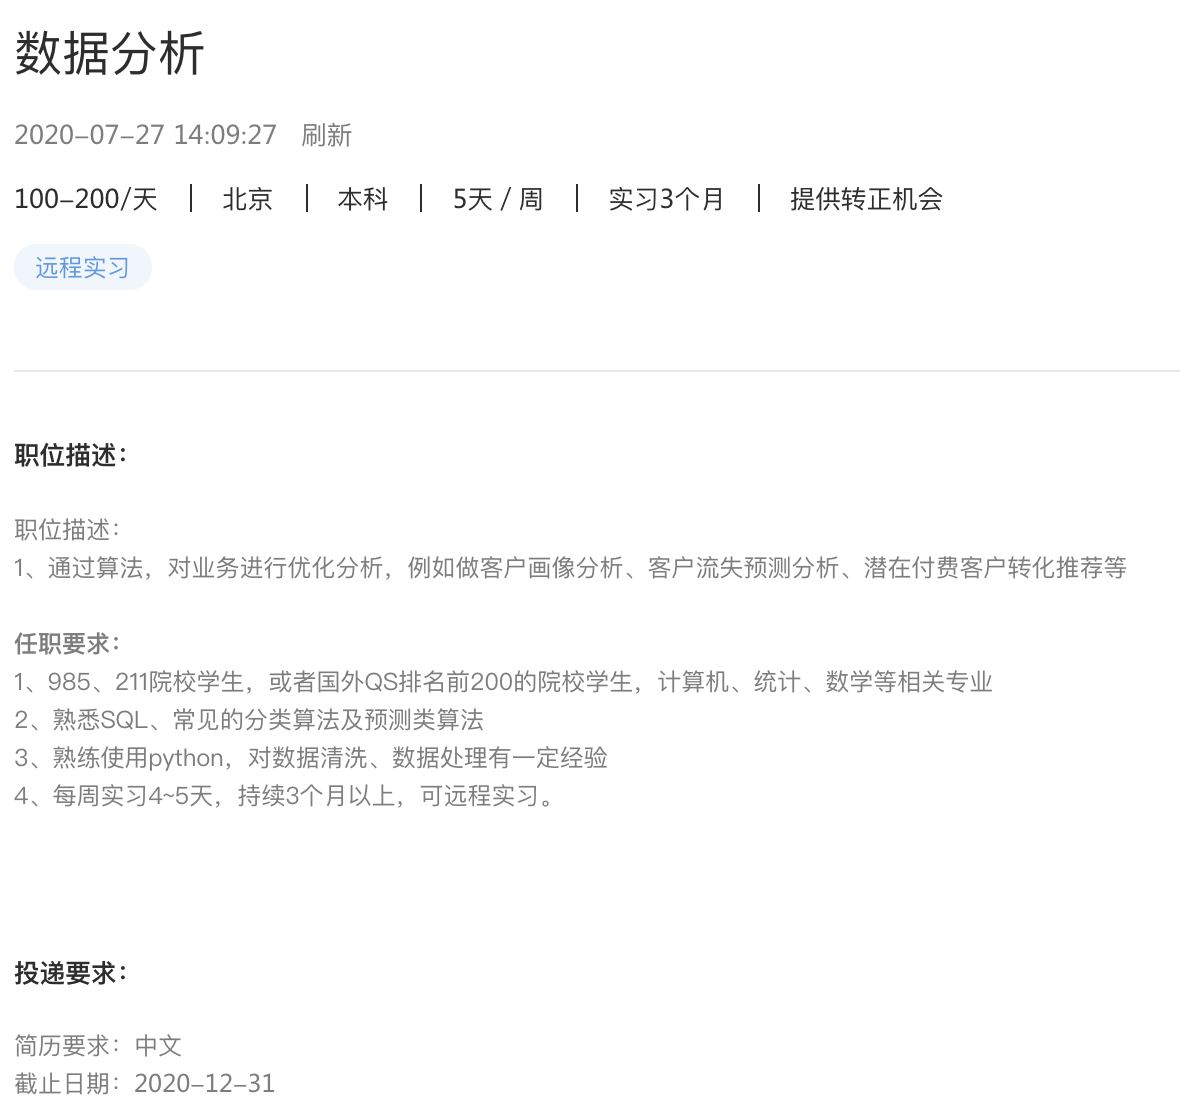 数据分析
2020-07-27 14:09:27 刷新
100-200/天 | 北京 | 本科 | 5天 / 周 | 实习3个月 | 提供转正机会
远程实习
职位描述：
职位描述：
1、通过算法，对业务进行优化分析，例如做客户画像分析、客户流失预测分析、潜在付费客户转化推荐等
任职要求：
1、985、211院校学生，或者国外QS排名前200的院校学生，计算机、统计、数学等相关专业
2、熟悉SQL、常见的分类算法及预测类算法
3、熟练使用python，对数据清洗、数据处理有一定经验
4、每周实习4~5天，持续3个月以上，可远程实习。
投递要求：
简历要求：中文
截止日期：2020-12-31